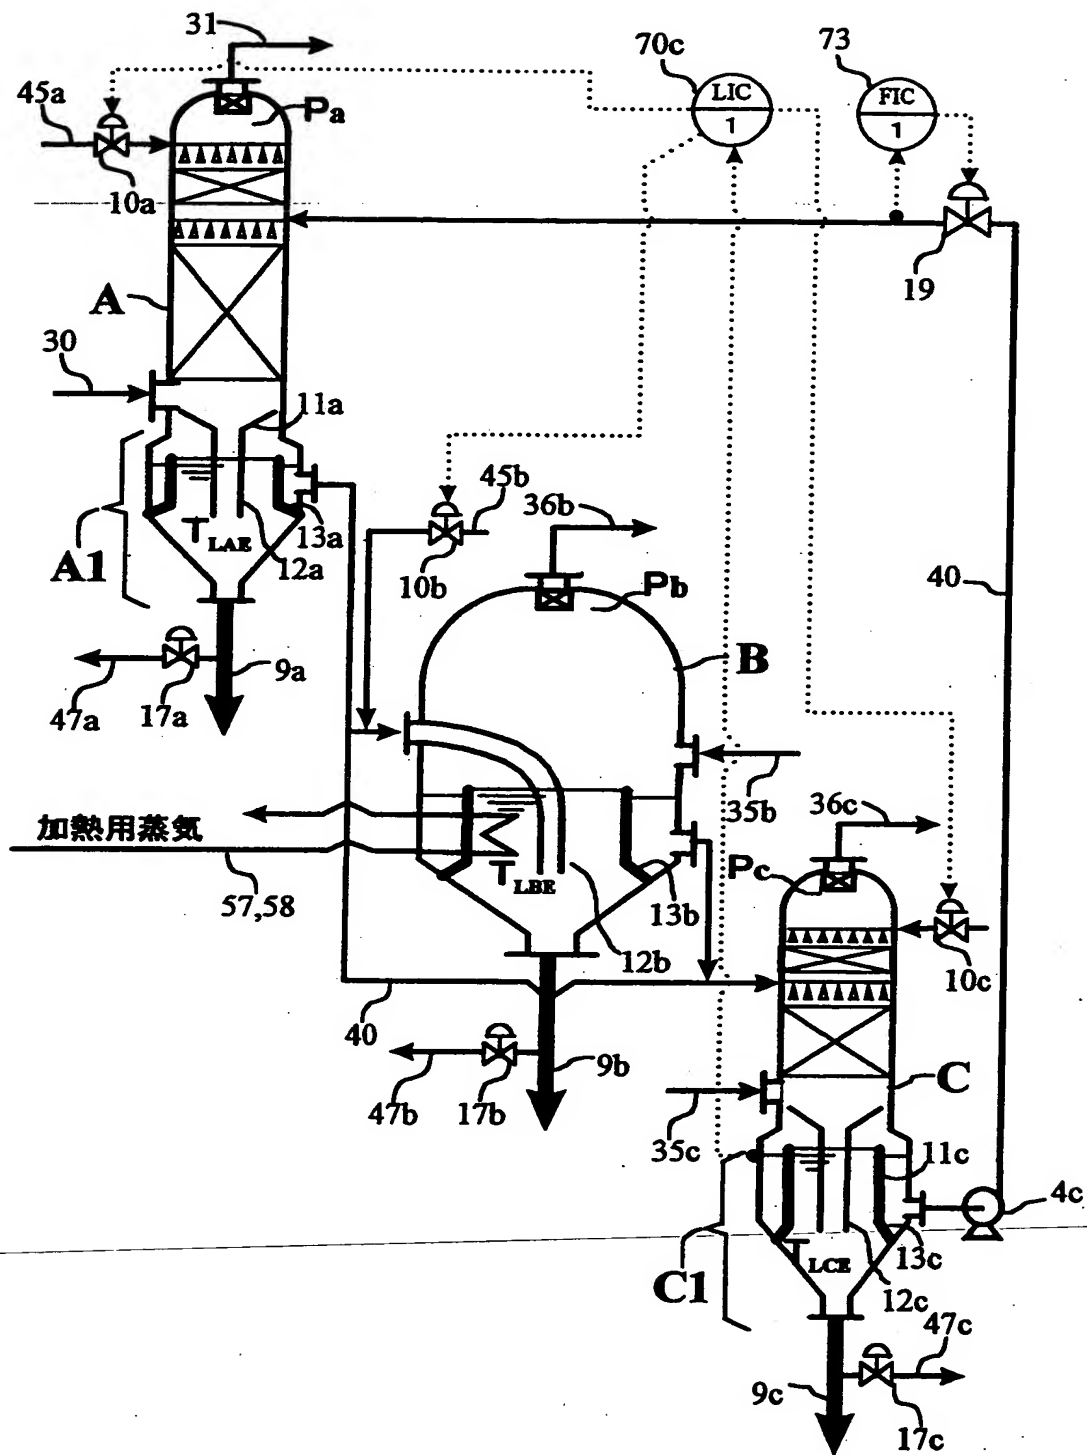 31
70c
73
LIC
1
FIC
1
45a
Pa
10a
19
A
30
11a
A1
TLAE
13a
12a
45b
36b
10b
Pb
40
B
47a
17a
9a
加熱用蒸気
35b
36c
57,58
TLBE
13b
Pc
12b
10c
40
47b
17b
9b
C
35c
11c
4c
C1
TLCE
13c
12c
47c
9c
17c